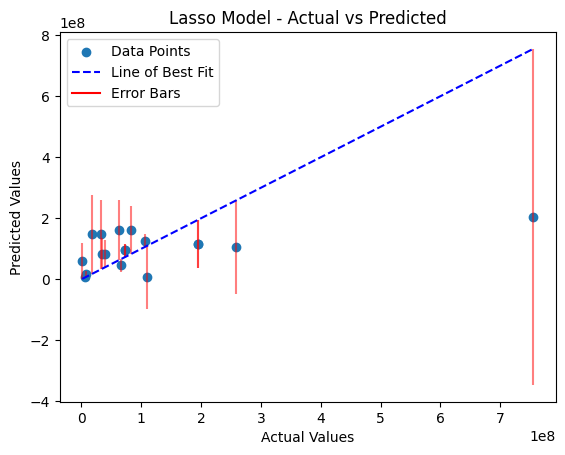 Lasso Model - Actual vs Predicted
1e8
8
6
4
2
0
−2
−4
Predicted Values
Data Points
Line of Best Fit
Error Bars
0 1 2 3 4 5 6 7
1e8
Actual Values